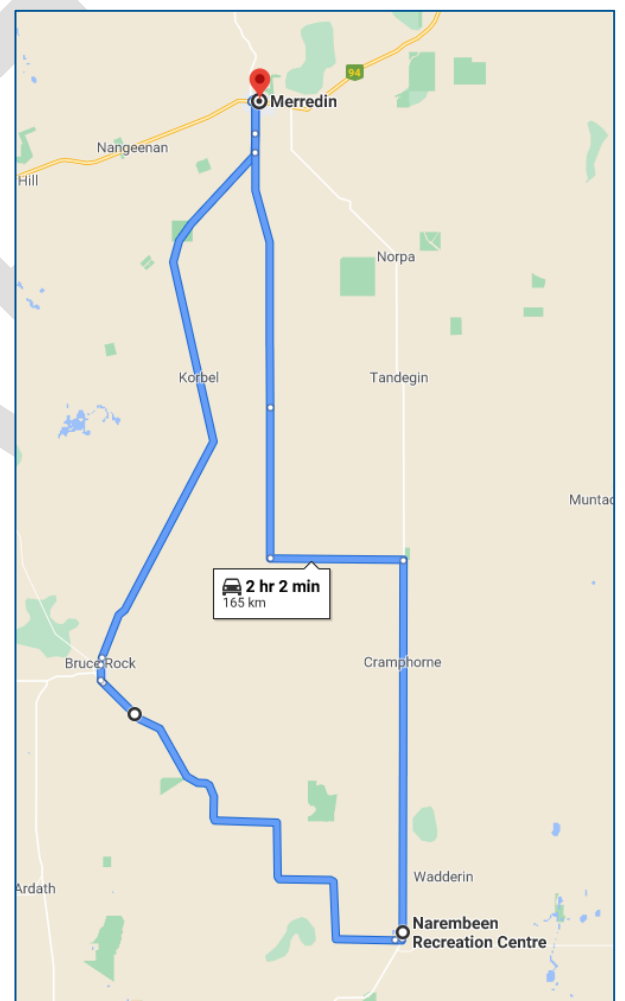 94
Merredin
Nangeenan
Hill
Norpa
Korbel
Tandegin
Muntad
2 hr 2 min
165 km
Bruce Rock
Cramphorne
Ardath
Wadderin
Narembeen
Recreation Centre